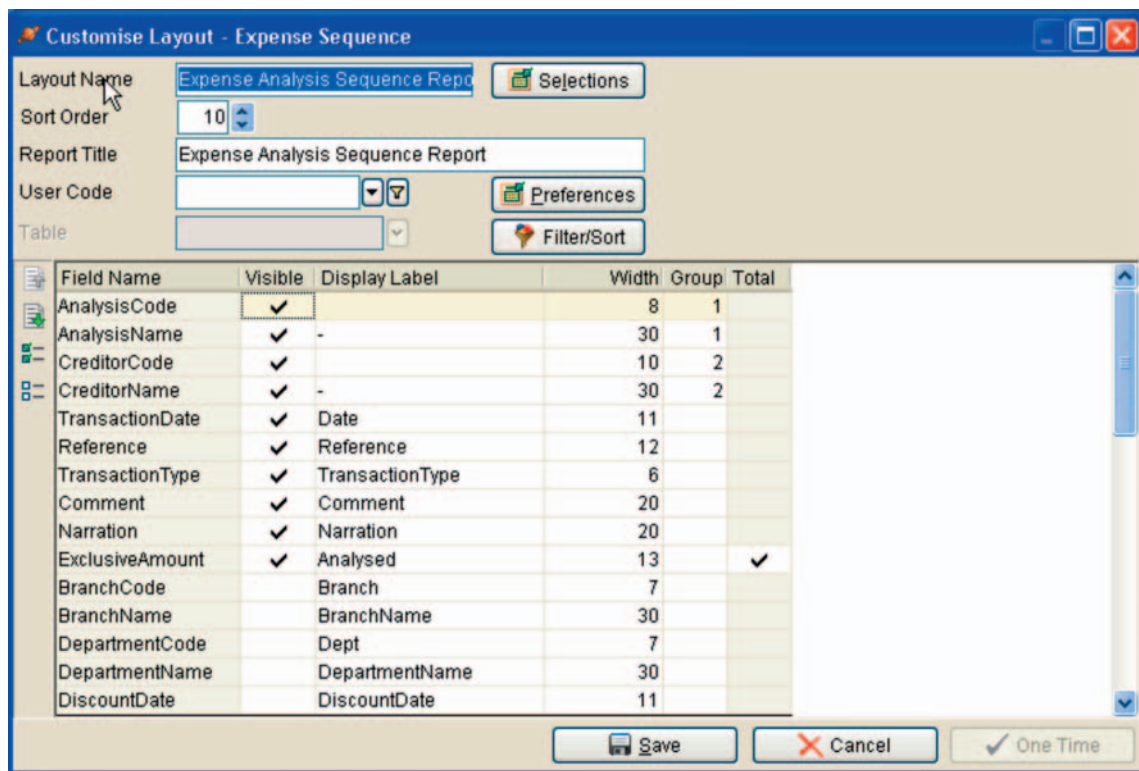 Customise Layout - Expense Sequence
Layout Name Expense Analysis Sequence Repo Selections
Sort Order 10
Report Title Expense Analysis Sequence Report
User Code Preferences
Table Filter/Sort
Field Name Visible Display Label Width Group Total
AnalysisCode 8 1
AnalysisName - 30 1
CreditorCode 10 2
CreditorName - 30 2
TransactionDate Date 11
Reference Reference 12
TransactionType TransactionType 6
Comment Comment 20
Narration Narration 20
ExclusiveAmount Analysed 13
BranchCode Branch 7
BranchName BranchName 30
DepartmentCode Dept 7
DepartmentName DepartmentName 30
DiscountDate DiscountDate 11
Save Cancel One Time